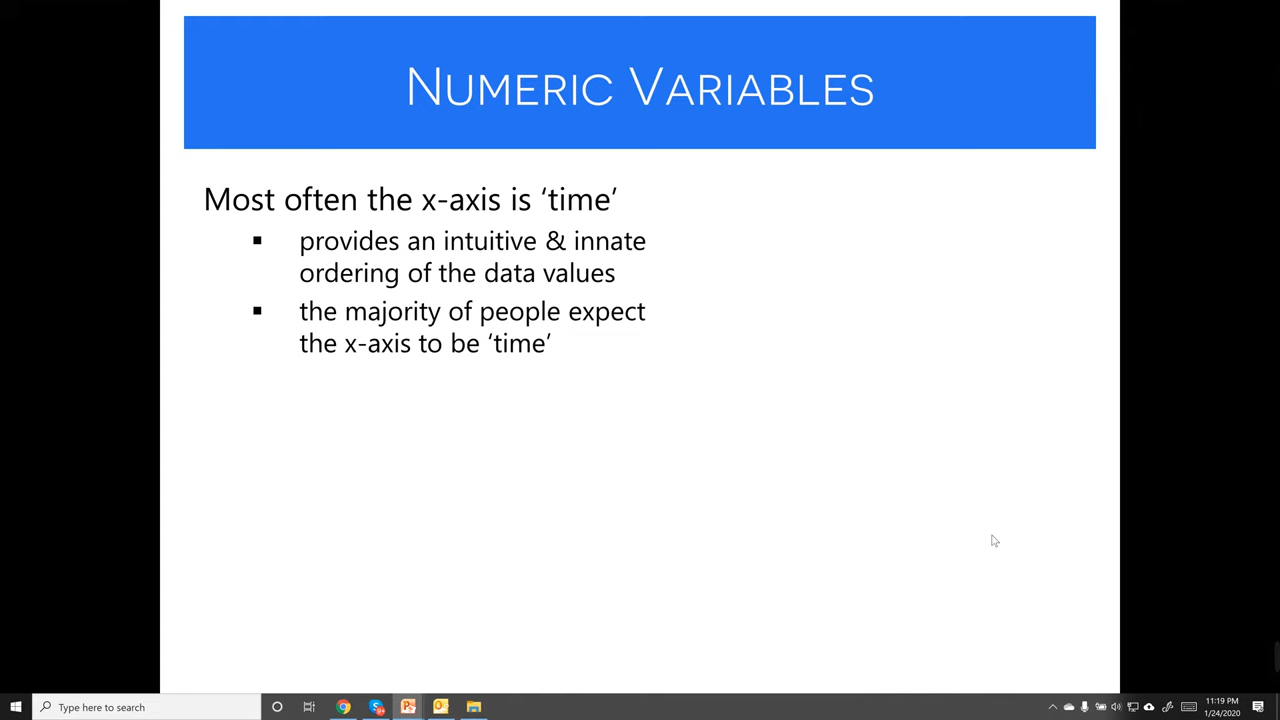 NUMERIC VARIABLES
Most often the x-axis is ‘time’
▪ provides an intuitive & innate
ordering of the data values
▪ the majority of people expect
the x-axis to be ‘time’
Type here to search
11:19 PM
1/24/2020